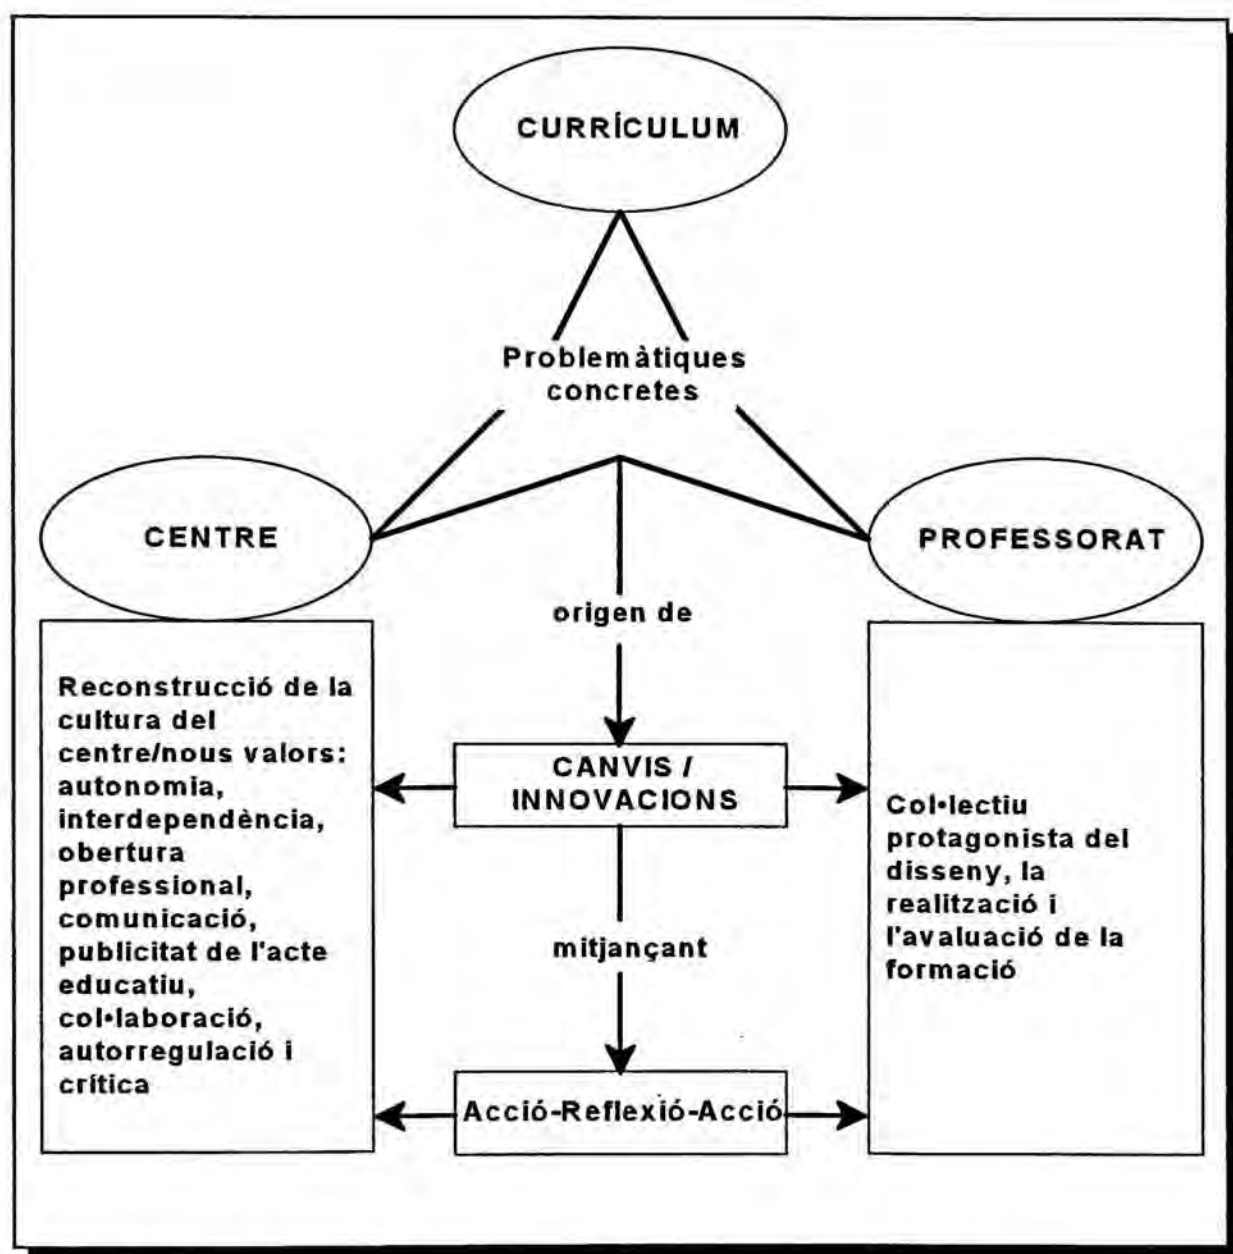 CURRÍCULUM
Problemàtiques
concretes
CENTRE
PROFESSORAT
origen de
Reconstrucció de la
cultura del
centre/nous valors:
autonomia,
interdependència,
obertura
professional,
comunicació,
publicitat de l'acte
educatiu,
col•laboració,
autorregulació i
crítica
CANVIS /
INNOVACIONS
mitjançant
Acció-Reflexió-Acció
Col•lectiu
protagonista del
disseny, la
realització i
l'avaluació de la
formació